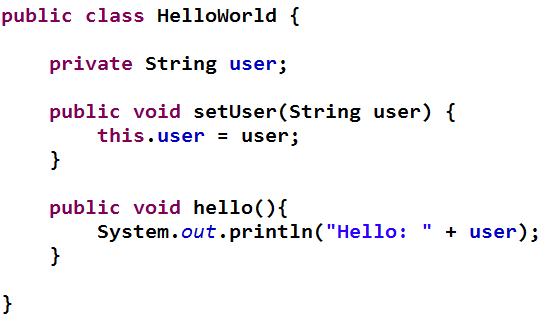 public class HelloWorld {
private String user;
public void setUser(String user) {
this.user = user;
}
public void hello(){
System.out.println("Hello: " + user);
}
}